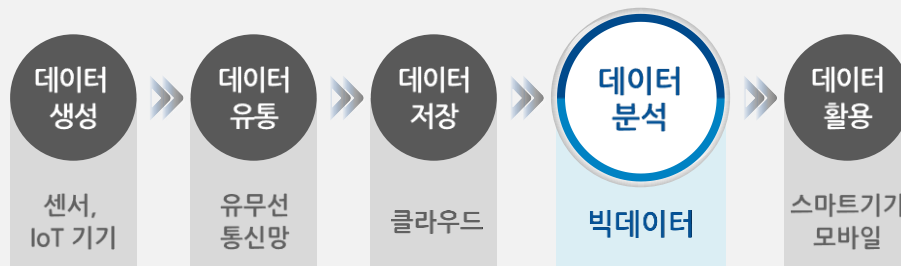 데이터
생성
데이터
유통
데이터
저장
데이터
분석
데이터
활용
센서,
IoT 기기
유무선
통신망
클라우드
빅데이터
스마트기기
모바일